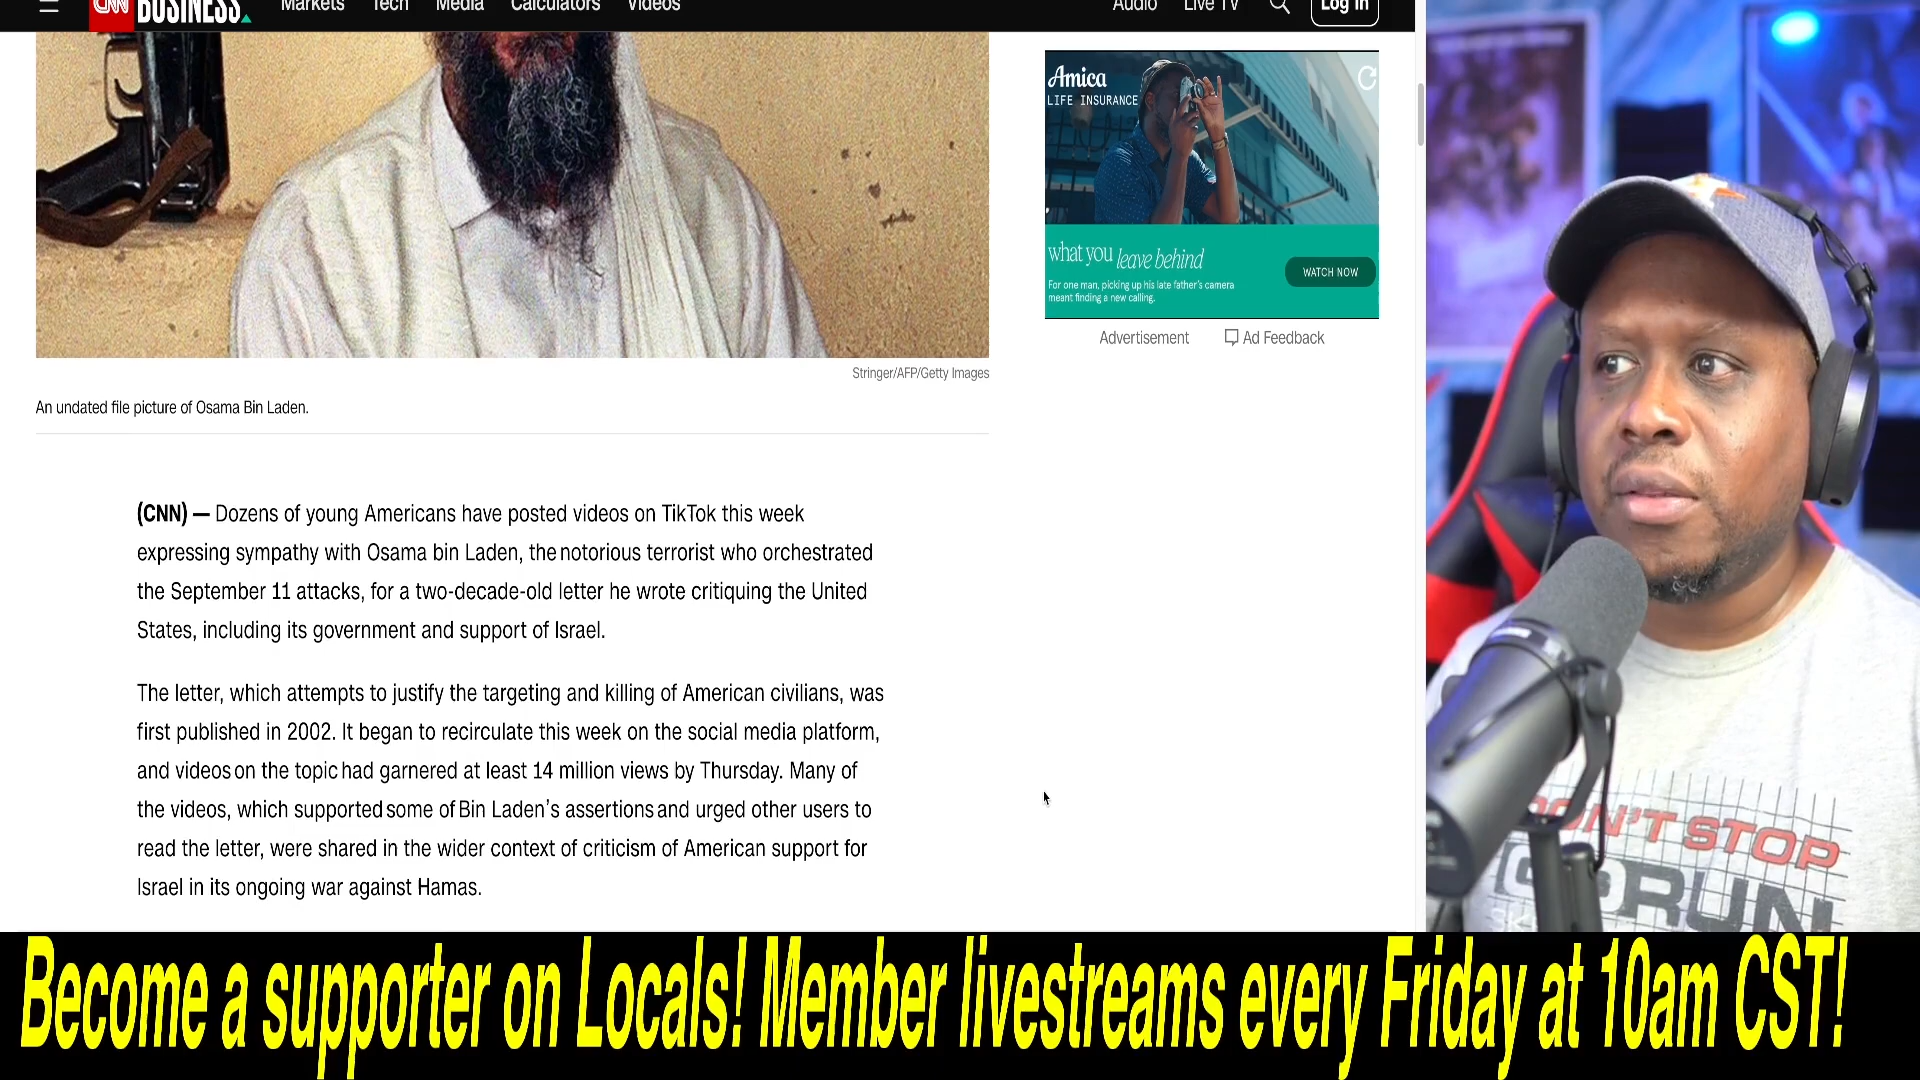 CNN BUSINESS
Markets Tech Media Calculators Videos
Audio Live TV Log In
Amica
LIFE INSURANCE
what you leave behind
For one man, picking up his late father's camera
meant finding a new calling.
WATCH NOW
Advertisement Ad Feedback
Stringer/AFP/Getty Images
An undated file picture of Osama Bin Laden.
(CNN) — Dozens of young Americans have posted videos on TikTok this week
expressing sympathy with Osama bin Laden, the notorious terrorist who orchestrated
the September 11 attacks, for a two-decade-old letter he wrote critiquing the United
States, including its government and support of Israel.
The letter, which attempts to justify the targeting and killing of American civilians, was
first published in 2002. It began to recirculate this week on the social media platform,
and videos on the topic had garnered at least 14 million views by Thursday. Many of
the videos, which supported some of Bin Laden's assertions and urged other users to
read the letter, were shared in the wider context of criticism of American support for
Israel in its ongoing war against Hamas.
DON'T STOP
RUN
Become a supporter on Locals! Member livestreams every Friday at 10am CST!